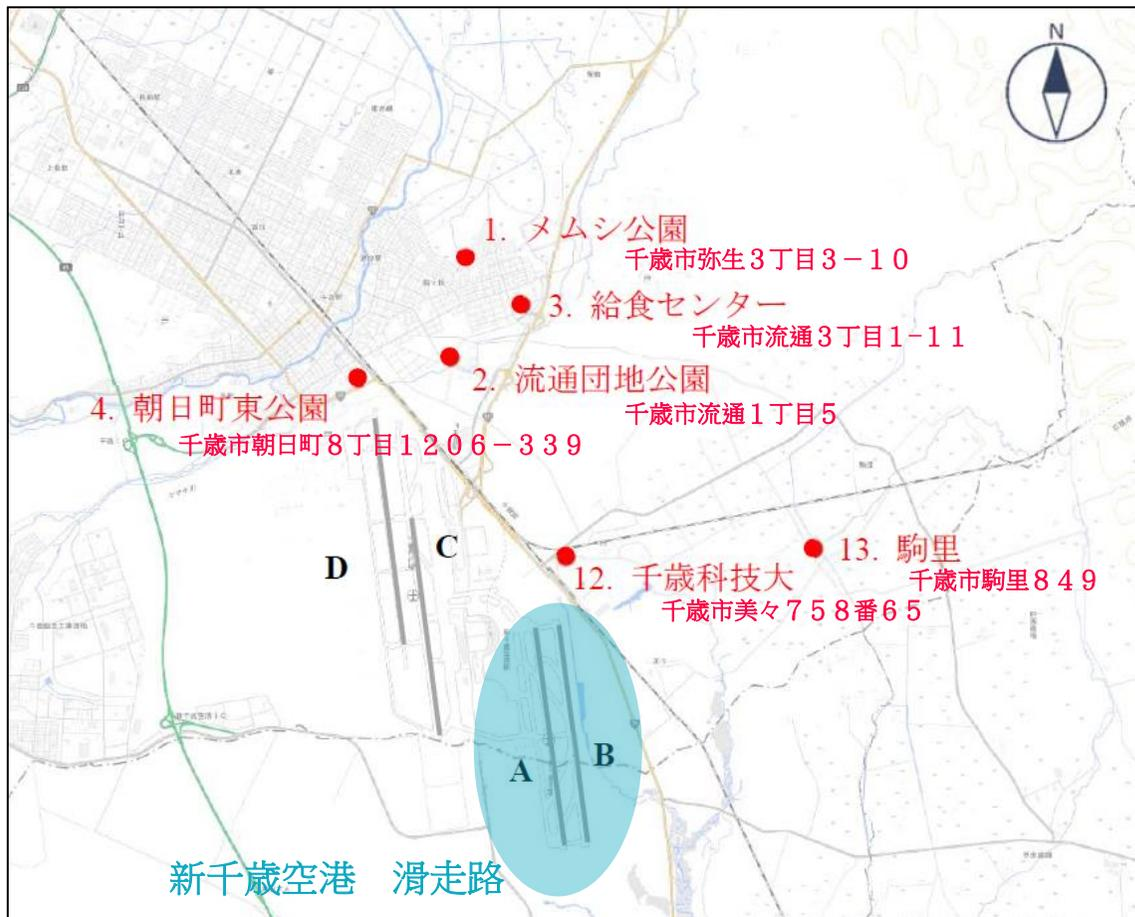 N
1. メムシ公園
千歳市弥生3丁目3-10
3. 給食センター
千歳市流通3丁目1-11
2. 流通団地公園
千歳市流通1丁目5
4. 朝日町東公園
千歳市朝日町8丁目1206-339
D
C
12. 千歳科技大
千歳市美々758番65
13. 駒里
千歳市駒里849
A
B
新千歳空港 滑走路